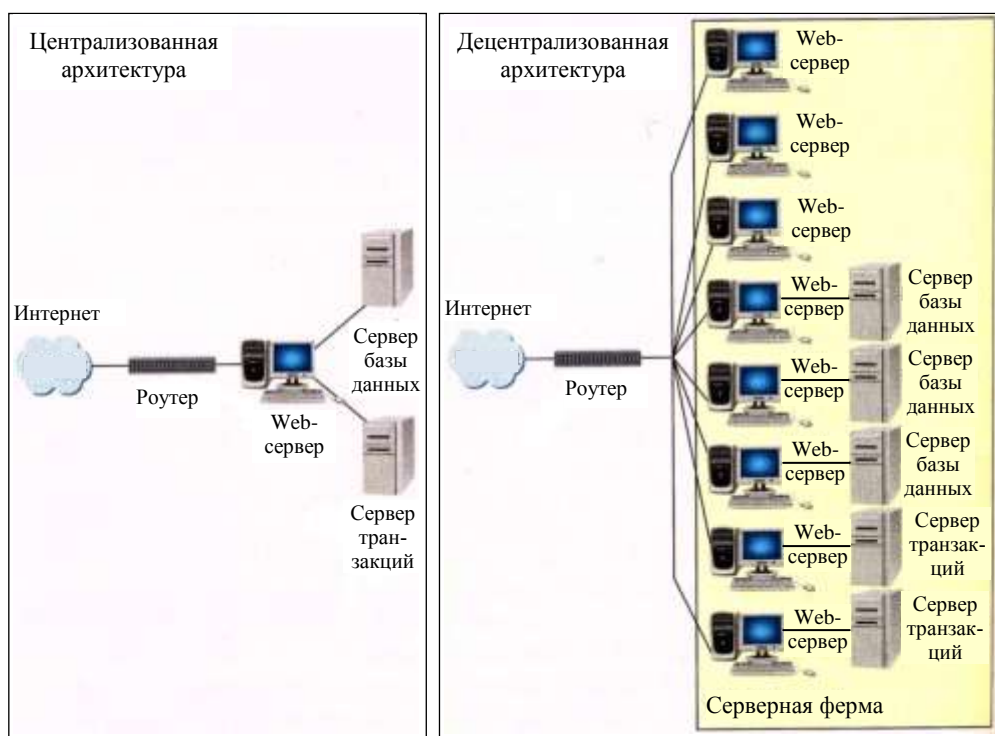 Централизованная
архитектура
Интернет
Роутер
Web-
сервер
Сервер
базы
данных
Сервер
тран-
закций
Децентрализованная
архитектура
Интернет
Роутер
Web-
сервер
Web-
сервер
Web-
сервер
Web-
сервер
Сервер
базы
данных
Web-
сервер
Сервер
базы
данных
Web-
сервер
Сервер
базы
данных
Web-
сервер
Сервер
транзак-
ций
Web-
сервер
Сервер
транзак-
ций
Серверная ферма